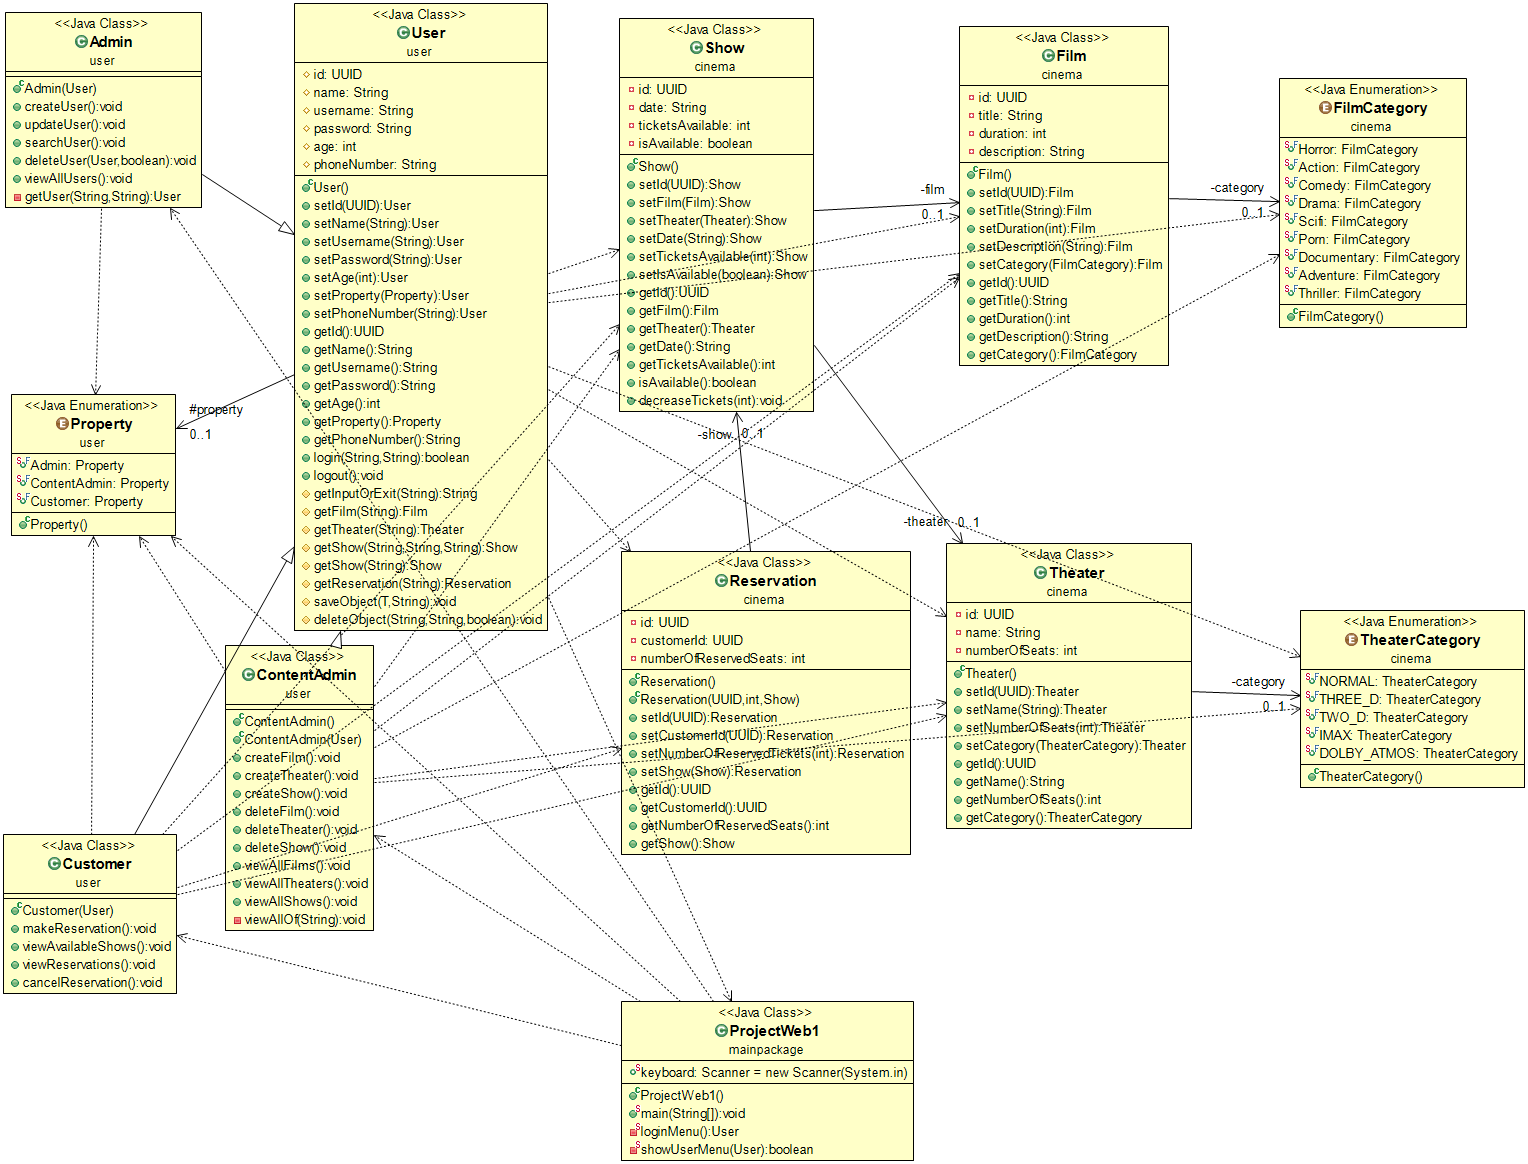 <<Java Class>>
Admin
user
Admin(User)
createUser():void
updateUser():void
searchUser():void
deleteUser(User,boolean):void
viewAllUsers():void
getUser(String,String):User
<<Java Class>>
User
user
id: UUID
name: String
username: String
password: String
age: int
phoneNumber: String
User()
setId(UUID):User
setName(String):User
setUsername(String):User
setPassword(String):User
setAge(int):User
setProperty(Property):User
setPhoneNumber(String):User
getId():UUID
getName():String
getUsername():String
getPassword():String
getAge():int
getProperty():Property
getPhoneNumber():String
login(String,String):boolean
logout():void
getInputOrExit(String):String
getFilm(String):Film
getTheater(String):Theater
getShow(String,String,String):Show
getShow(String):Show
getReservation(String):Reservation
saveObject(T,String):void
deleteObject(String,String,boolean):void
<<Java Class>>
Show
cinema
id: UUID
date: String
ticketsAvailable: int
isAvailable: boolean
Show()
setId(UUID):Show
setFilm(Film):Show
setTheater(Theater):Show
setDate(String):Show
setTicketsAvailable(int):Show
setIsAvailable(boolean):Show
getId():UUID
getFilm():Film
getTheater():Theater
getDate():String
getTicketsAvailable():int
isAvailable():boolean
decreaseTickets(int):void
-film
0..1
<<Java Class>>
Film
cinema
id: UUID
title: String
duration: int
description: String
Film()
setId(UUID):Film
setTitle(String):Film
setDuration(int):Film
setDescription(String):Film
setCategory(FilmCategory):Film
getId():UUID
getTitle():String
getDuration():int
getDescription():String
getCategory():FilmCategory
-category
0..1
<<Java Enumeration>>
FilmCategory
cinema
Horror: FilmCategory
Action: FilmCategory
Comedy: FilmCategory
Drama: FilmCategory
Scifi: FilmCategory
Porn: FilmCategory
Documentary: FilmCategory
Adventure: FilmCategory
Thriller: FilmCategory
FilmCategory()
<<Java Enumeration>>
Property
user
Admin: Property
ContentAdmin: Property
Customer: Property
Property()
#property
0..1
-show
0..1
-theater
0..1
<<Java Class>>
Reservation
cinema
id: UUID
customerId: UUID
numberOfReservedSeats: int
Reservation()
Reservation(UUID,int,Show)
setId(UUID):Reservation
setCustomerId(UUID):Reservation
setNumberOfReservedTickets(int):Reservation
setShow(Show):Reservation
getId():UUID
getCustomerId():UUID
getNumberOfReservedSeats():int
getShow():Show
<<Java Class>>
Theater
cinema
id: UUID
name: String
numberOfSeats: int
Theater()
setId(UUID):Theater
setName(String):Theater
setNumberOfSeats(int):Theater
setCategory(TheaterCategory):Theater
getId():UUID
getName():String
getNumberOfSeats():int
getCategory():TheaterCategory
-category
0..1
<<Java Enumeration>>
TheaterCategory
cinema
NORMAL: TheaterCategory
THREE_D: TheaterCategory
TWO_D: TheaterCategory
IMAX: TheaterCategory
DOLBY_ATMOS: TheaterCategory
TheaterCategory()
<<Java Class>>
ContentAdmin
user
ContentAdmin()
ContentAdmin(User)
createFilm():void
createTheater():void
createShow():void
deleteFilm():void
deleteTheater():void
deleteShow():void
viewAllFilms():void
viewAllTheaters():void
viewAllShows():void
viewAllOf(String):void
<<Java Class>>
Customer
user
Customer(User)
makeReservation():void
viewAvailableShows():void
viewReservations():void
cancelReservation():void
<<Java Class>>
ProjectWeb1
mainpackage
keyboard: Scanner = new Scanner(System.in)
ProjectWeb1()
main(String[]):void
loginMenu():User
showUserMenu(User):boolean